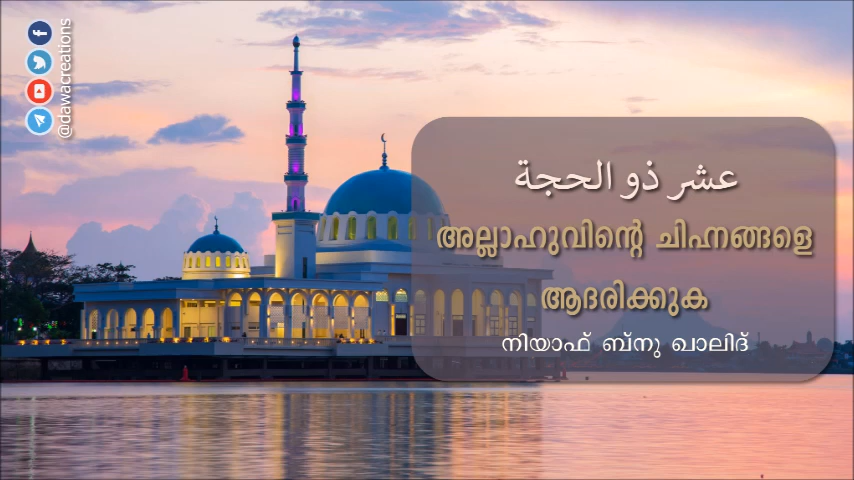 @dawacreations
عشر ذو الحجة
അല്ലാഹുവിന്റെ ചിഹ്നങ്ങളെ
ആദരിക്കുക
നിയാഫ് ബ്നു ഖാലിദ്